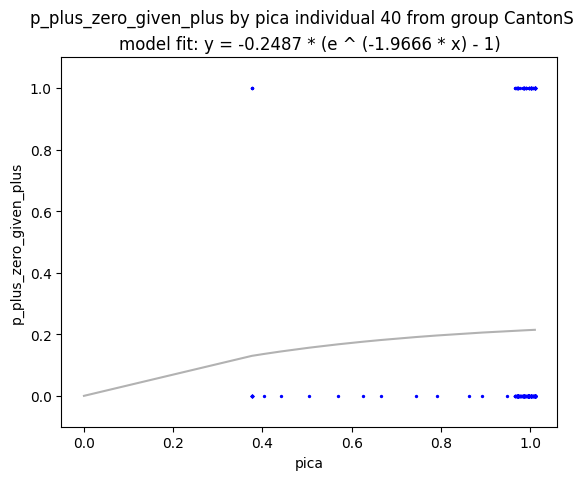 p_plus_zero_given_plus by pica individual 40 from group CantonS
model fit: y = -0.2487 * (e ^ (-1.9666 * x) - 1)
1.0
0.8
0.6
0.4
0.2
0.0
p_plus_zero_given_plus
0.0 0.2 0.4 0.6 0.8 1.0
pica